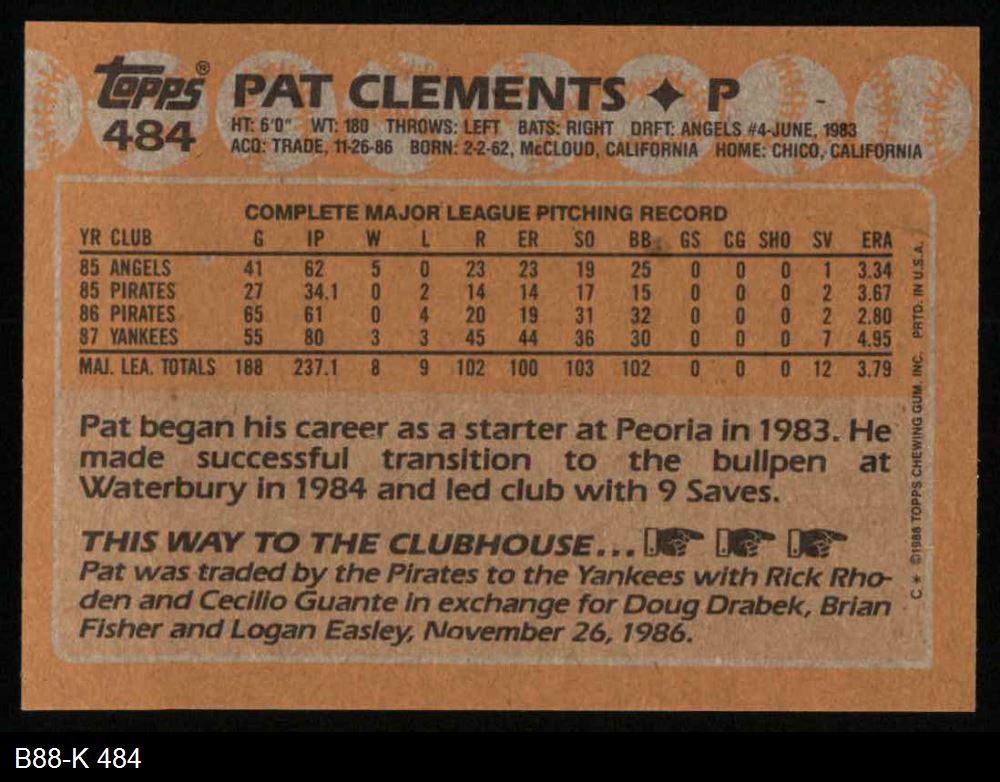 Topps® PAT CLEMENTS ✦ P
484 HT: 6'0" WT: 180 THROWS: LEFT BATS: RIGHT DRFT: ANGELS #4-JUNE, 1983
ACQ: TRADE, 11-26-86 BORN: 2-2-62, McCLOUD, CALIFORNIA HOME: CHICO, CALIFORNIA
COMPLETE MAJOR LEAGUE PITCHING RECORD
YR CLUB G IP W L R ER SO BB GS CG SHO SV ERA
85 ANGELS 41 62 5 0 23 23 19 25 0 0 0 1 3.34
85 PIRATES 27 34.1 0 2 14 14 17 15 0 0 0 2 3.67
86 PIRATES 65 61 0 4 20 19 31 32 0 0 0 2 2.80
87 YANKEES 55 80 3 3 45 44 36 30 0 0 0 7 4.95
MAJ. LEA. TOTALS 188 237.1 8 9 102 100 103 102 0 0 0 12 3.79
Pat began his career as a starter at Peoria in 1983. He
made successful transition to the bullpen at
Waterbury in 1984 and led club with 9 Saves.
THIS WAY TO THE CLUBHOUSE...
Pat was traded by the Pirates to the Yankees with Rick Rho-
den and Cecilio Guante in exchange for Doug Drabek, Brian
Fisher and Logan Easley, November 26, 1986.
C* ©1988 TOPPS CHEWING GUM, INC. PRTD. IN U.S.A.
B88-K 484